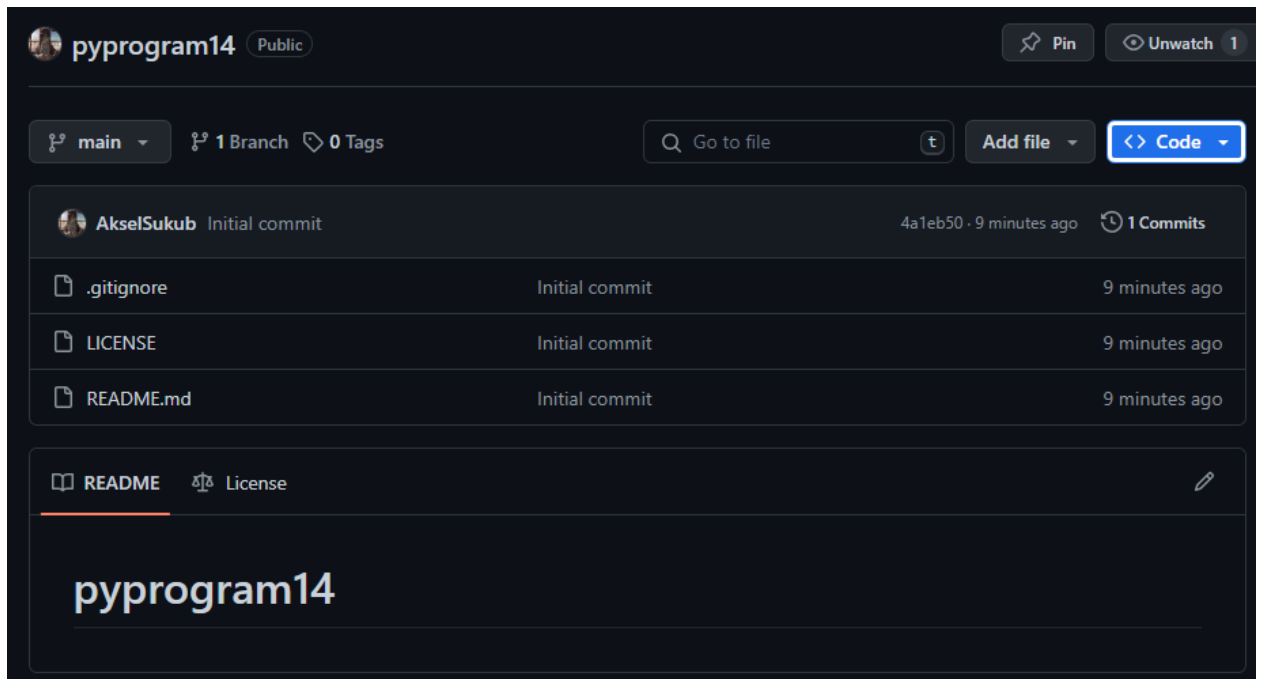 pyprogram14 Public Pin Unwatch 1
main 1 Branch 0 Tags Go to file t Add file <> Code
AkselSukub Initial commit 4a1eb50 · 9 minutes ago 1 Commits
.gitignore Initial commit 9 minutes ago
LICENSE Initial commit 9 minutes ago
README.md Initial commit 9 minutes ago
README License
pyprogram14